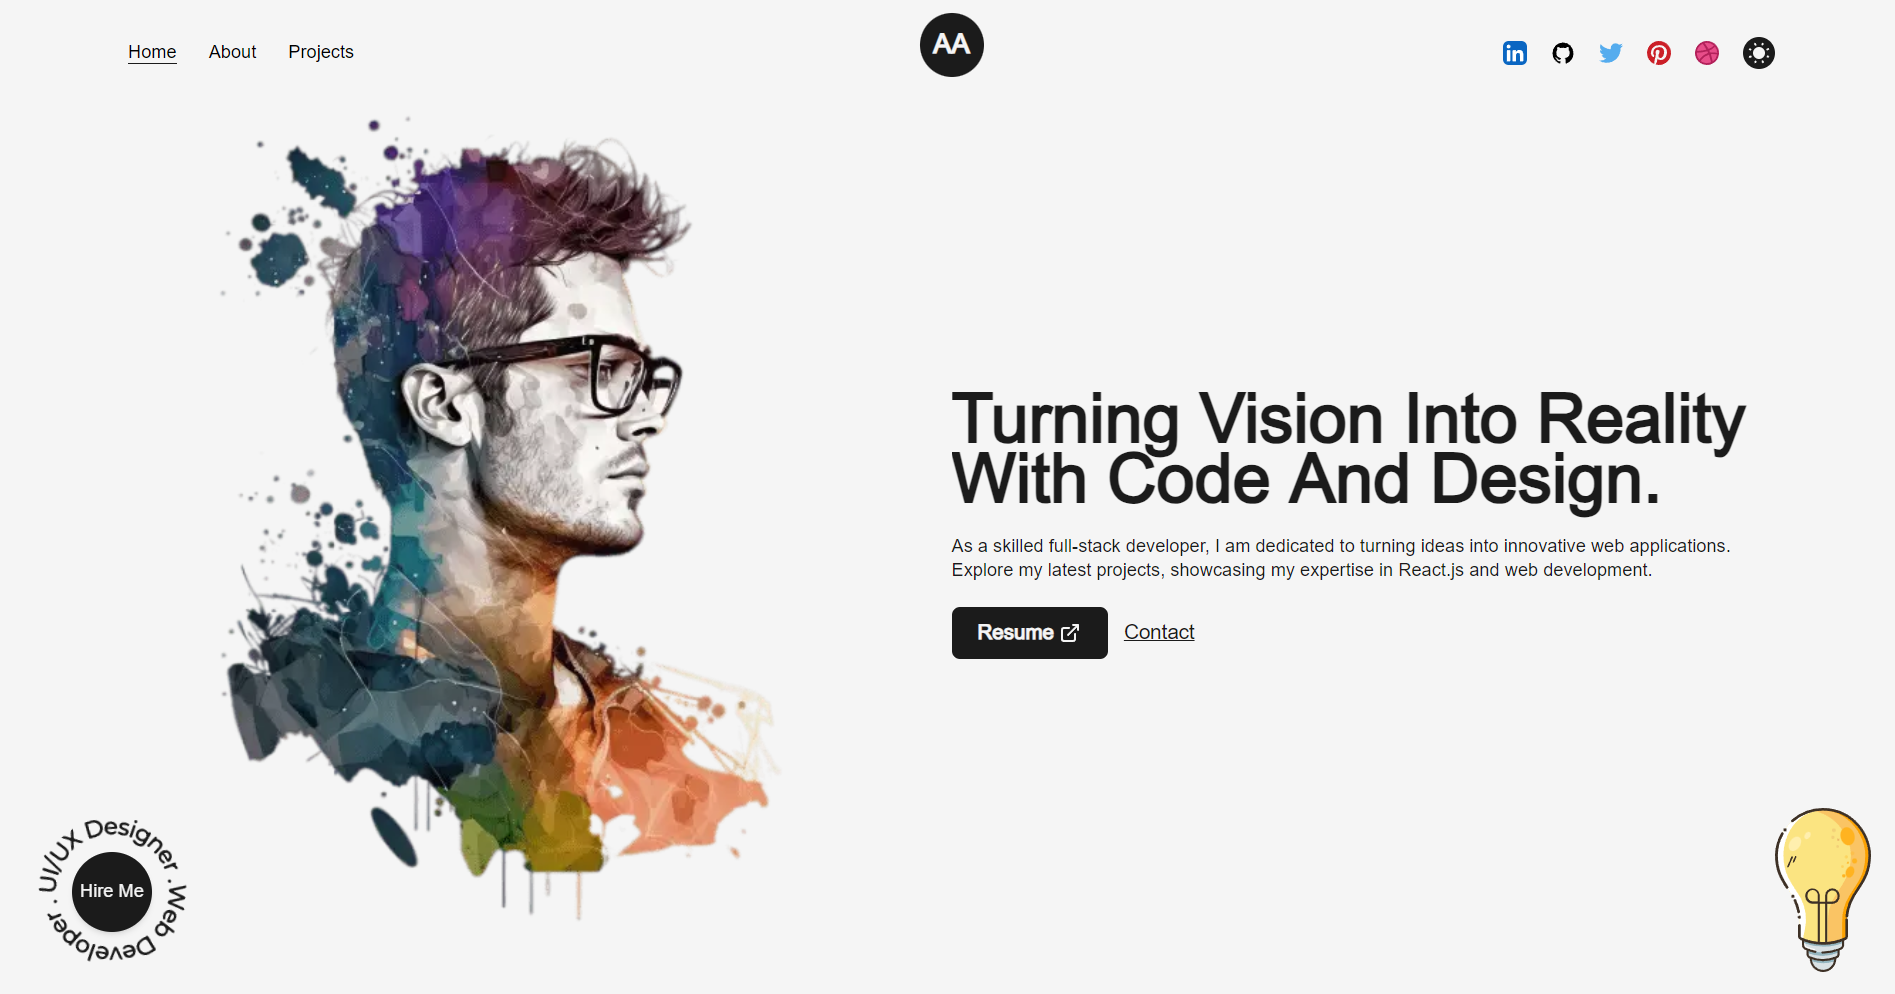 Home About Projects
AA
Turning Vision Into Reality
With Code And Design.
As a skilled full-stack developer, I am dedicated to turning ideas into innovative web applications.
Explore my latest projects, showcasing my expertise in React.js and web development.
Resume Contact
UI/UX Designer . Web Developer .
Hire Me